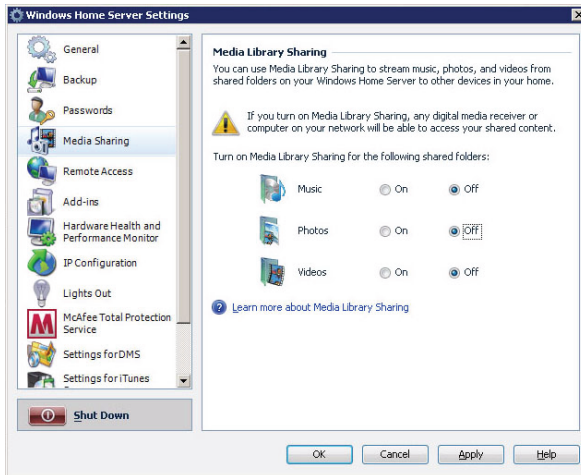 Windows Home Server Settings
General
Backup
Passwords
Media Sharing
Remote Access
Add-ins
Hardware Health and
Performance Monitor
IP Configuration
Lights Out
McAfee Total Protection
Service
Settings for DMS
Settings for iTunes
Shut Down
Media Library Sharing
You can use Media Library Sharing to stream music, photos, and videos from
shared folders on your Windows Home Server to other devices in your home.
If you turn on Media Library Sharing, any digital media receiver or
computer on your network will be able to access your shared content.
Turn on Media Library Sharing for the following shared folders:
Music On Off
Photos On Off
Videos On Off
Learn more about Media Library Sharing
OK Cancel Apply Help